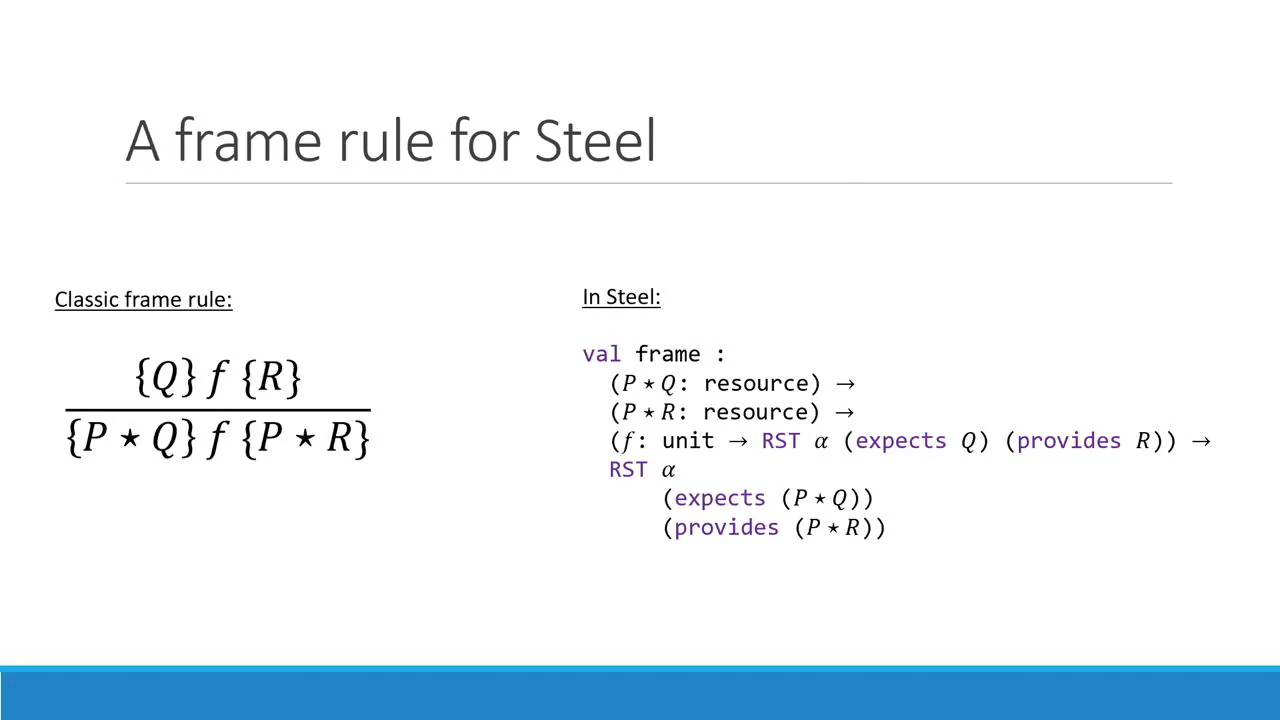 A frame rule for Steel
Classic frame rule:
{Q} f {R}
{P ⋆ Q} f {P ⋆ R}
In Steel:
val frame :
(P ⋆ Q: resource) →
(P ⋆ R: resource) →
(f: unit → RST α (expects Q) (provides R)) →
RST α
(expects (P ⋆ Q))
(provides (P ⋆ R))